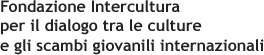 Fondazione Intercultura
per il dialogo tra le culture
e gli scambi giovanili internazionali